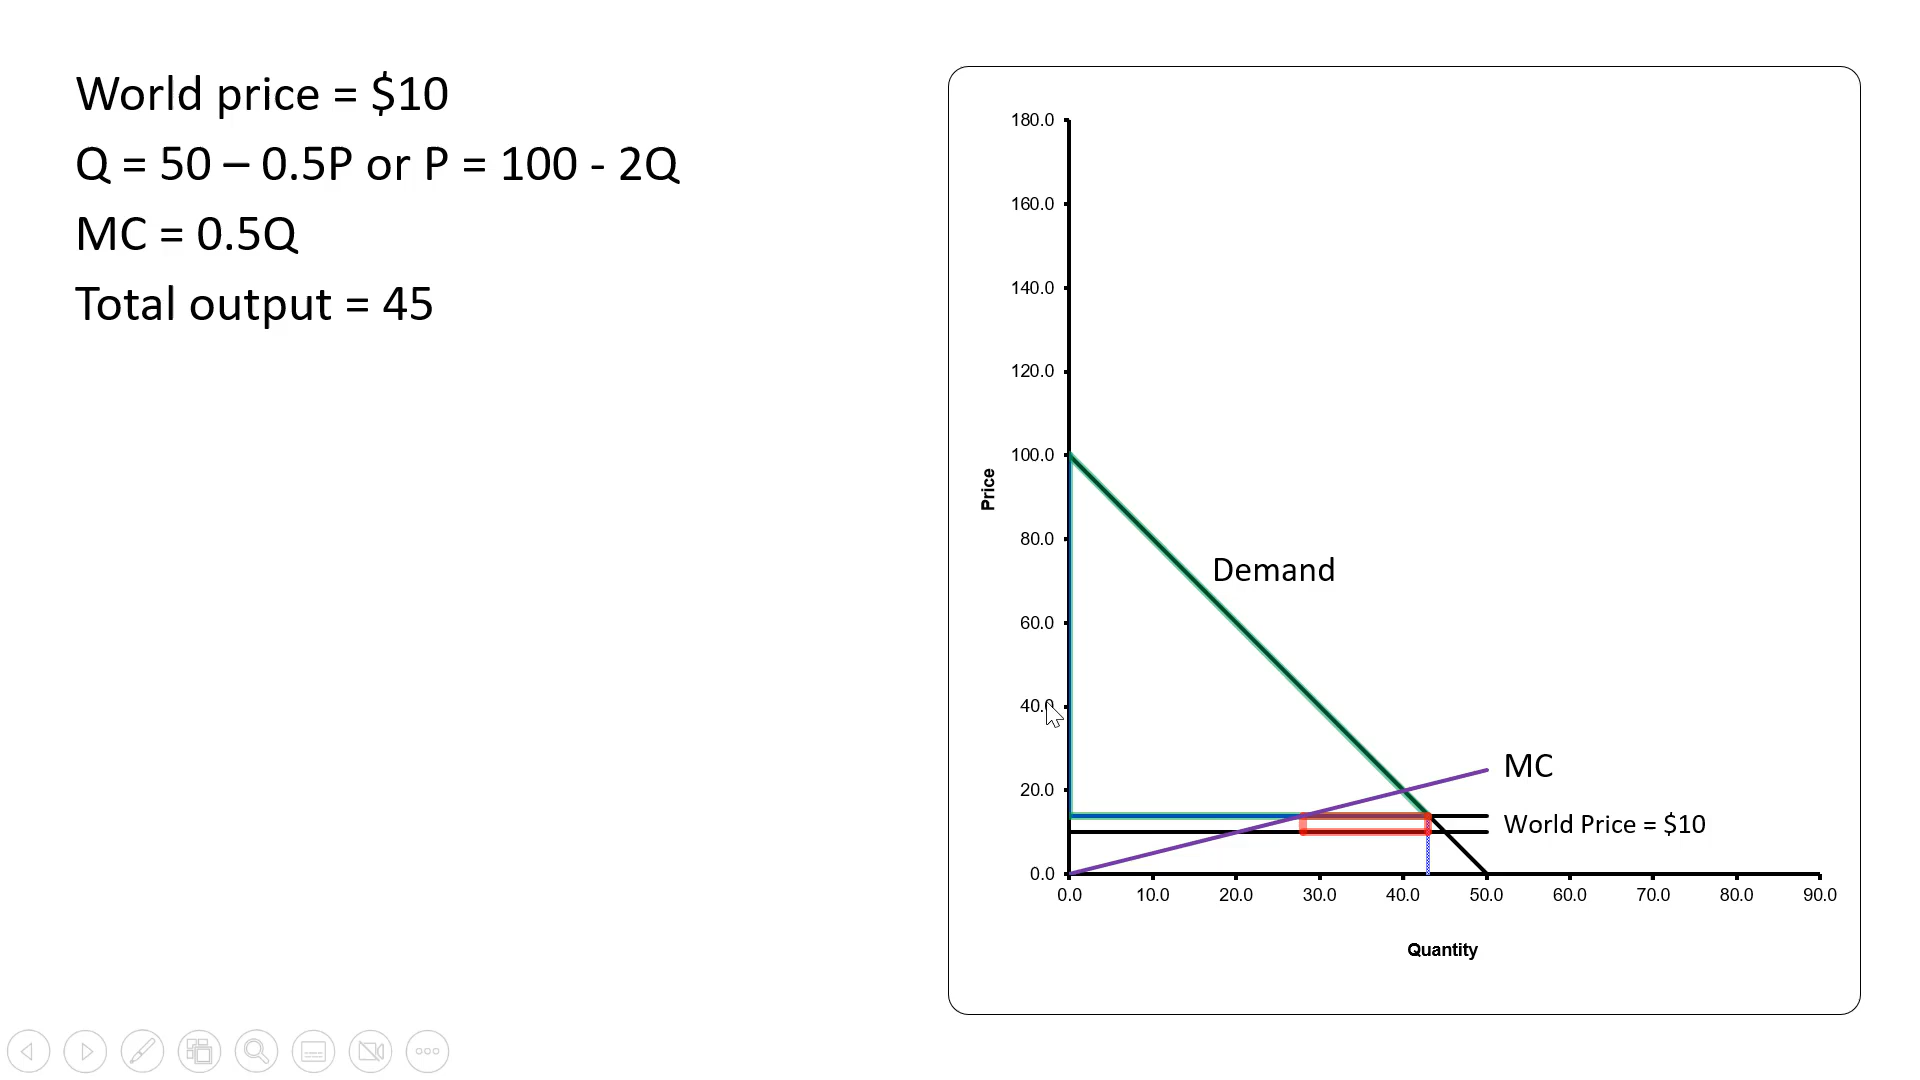 World price = $10
Q = 50 – 0.5P or P = 100 - 2Q
MC = 0.5Q
Total output = 45
180.0
160.0
140.0
120.0
100.0
80.0
60.0
40.0
20.0
0.0
Price
Demand
MC
World Price = $10
0.0 10.0 20.0 30.0 40.0 50.0 60.0 70.0 80.0 90.0
Quantity